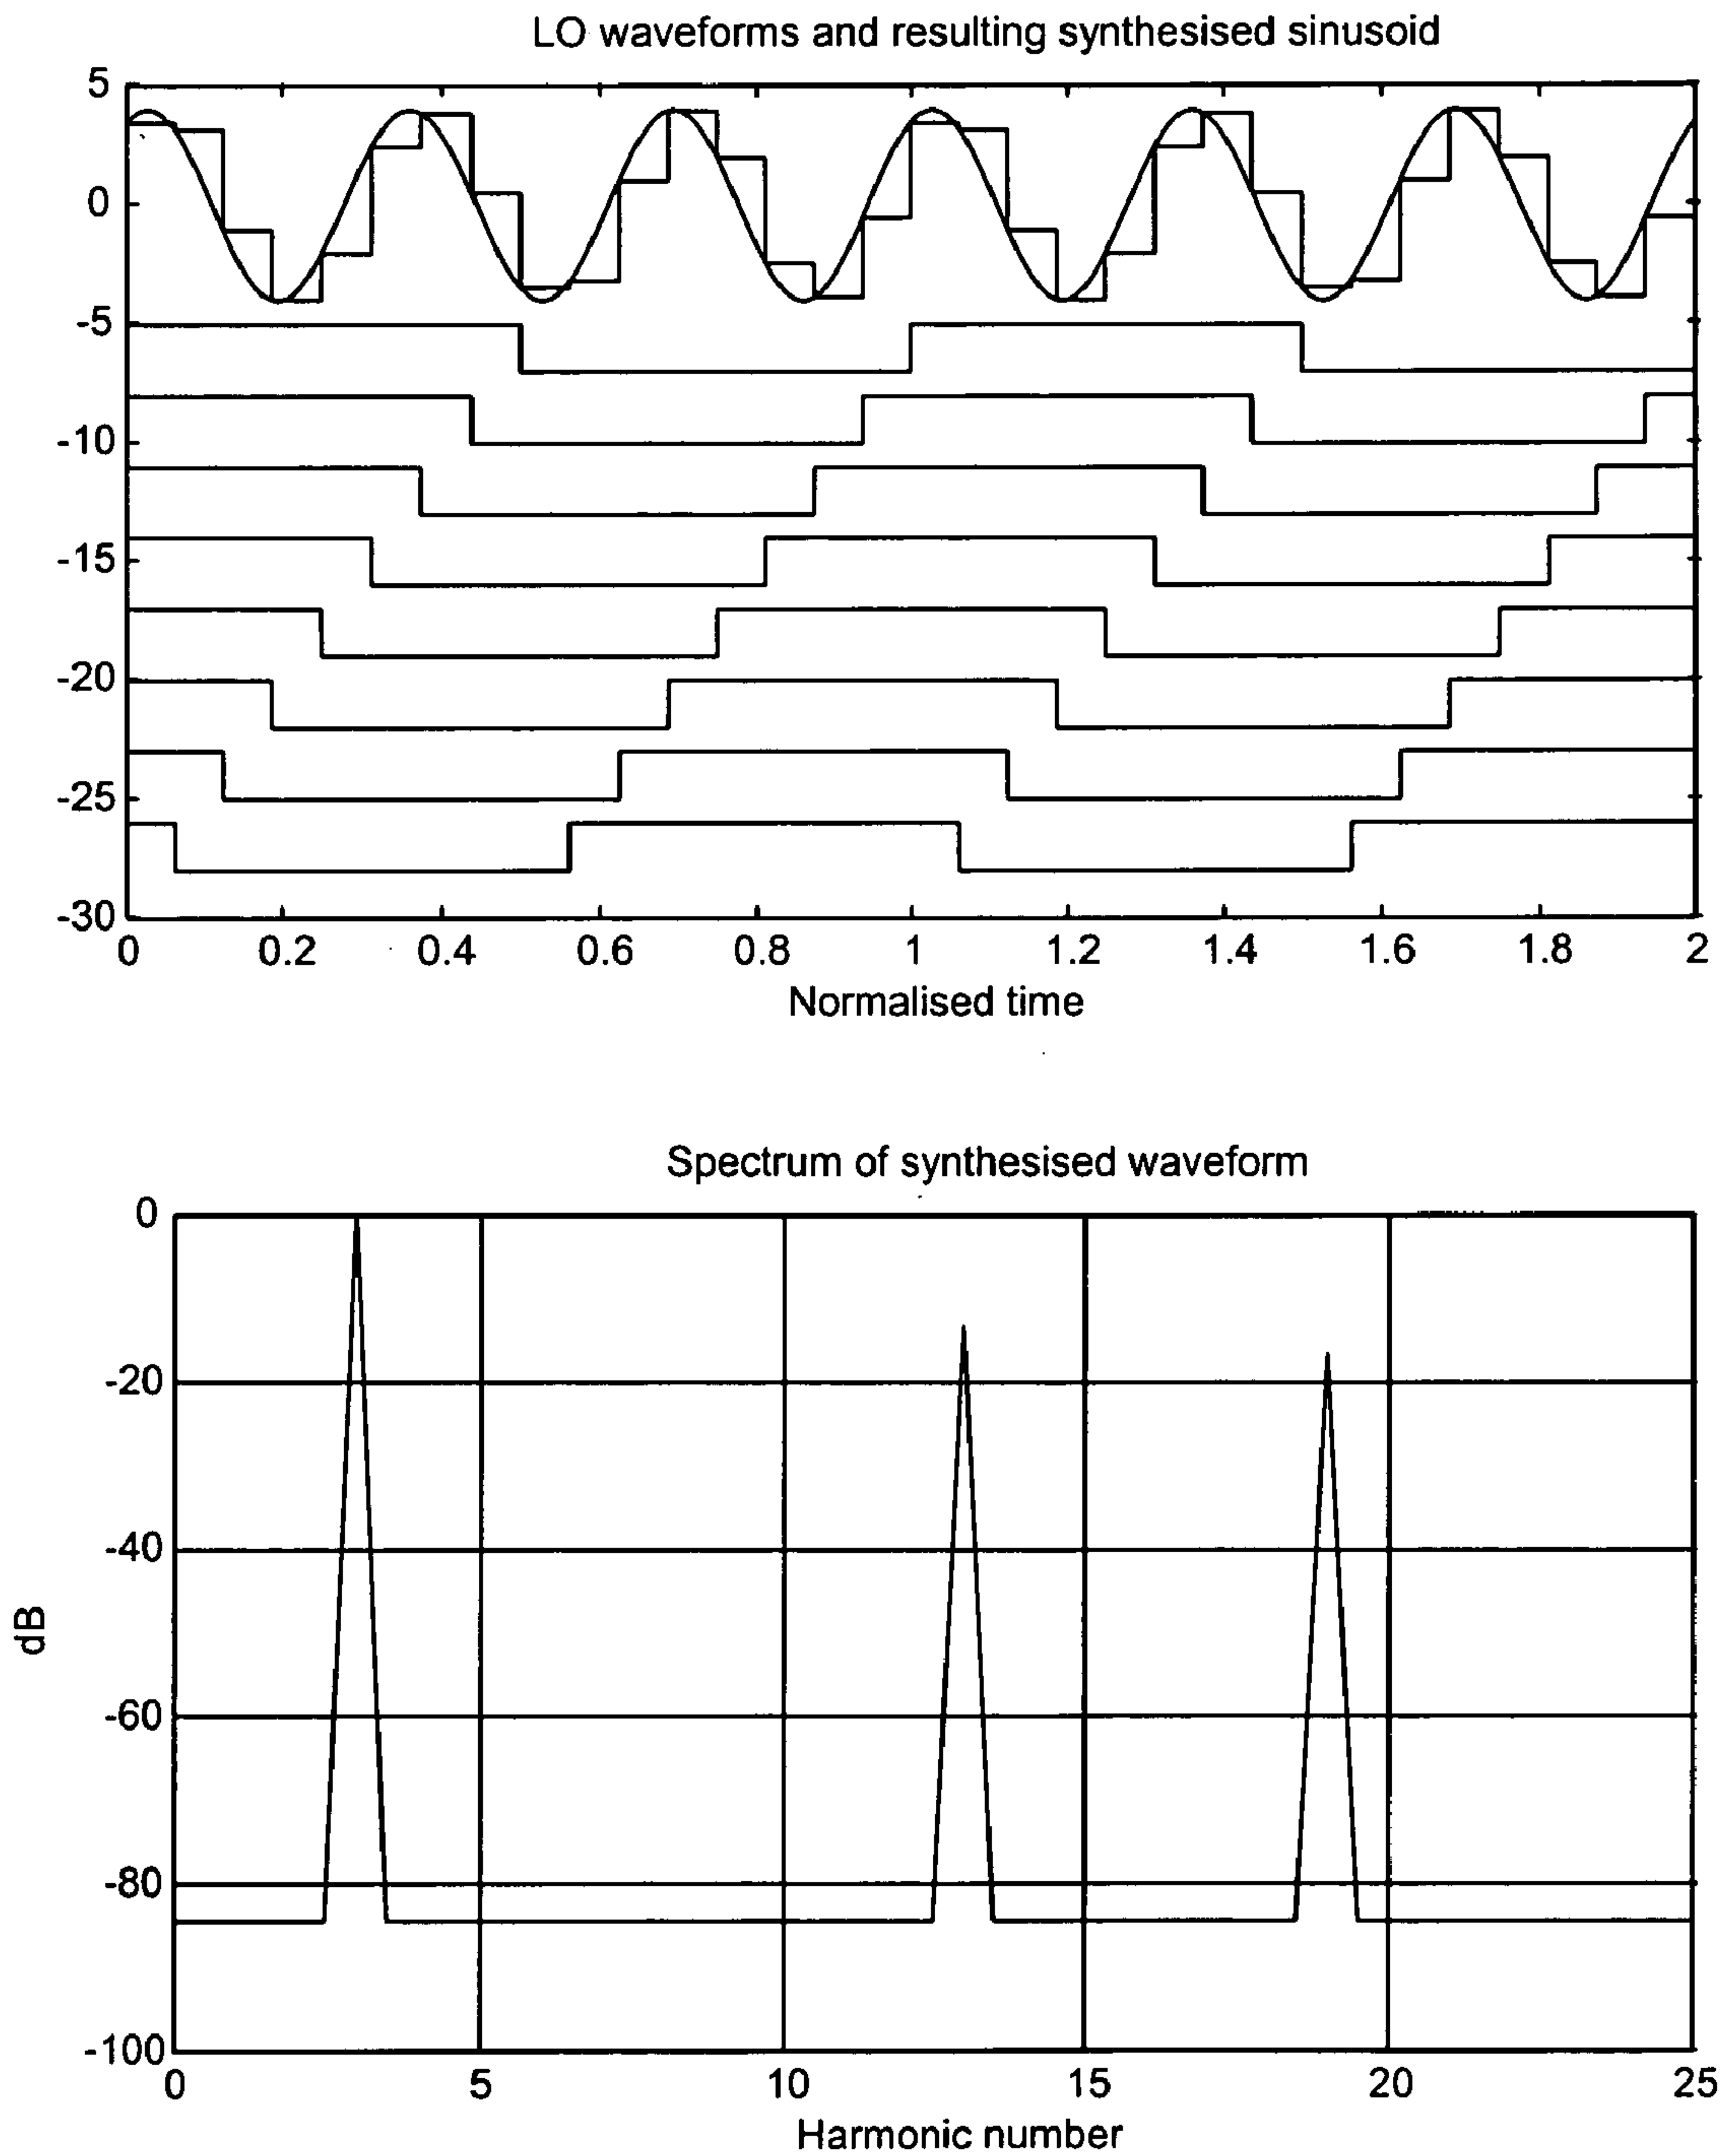 LO waveforms and resulting synthesised sinusoid
5
0
-5
-10
-15
-20
-25
-30
0 0.2 0.4 0.6 0.8 1 1.2 1.4 1.6 1.8 2
Normalised time
Spectrum of synthesised waveform
0
-20
-40
-60
-80
-100
dB
0 5 10 15 20 25
Harmonic number